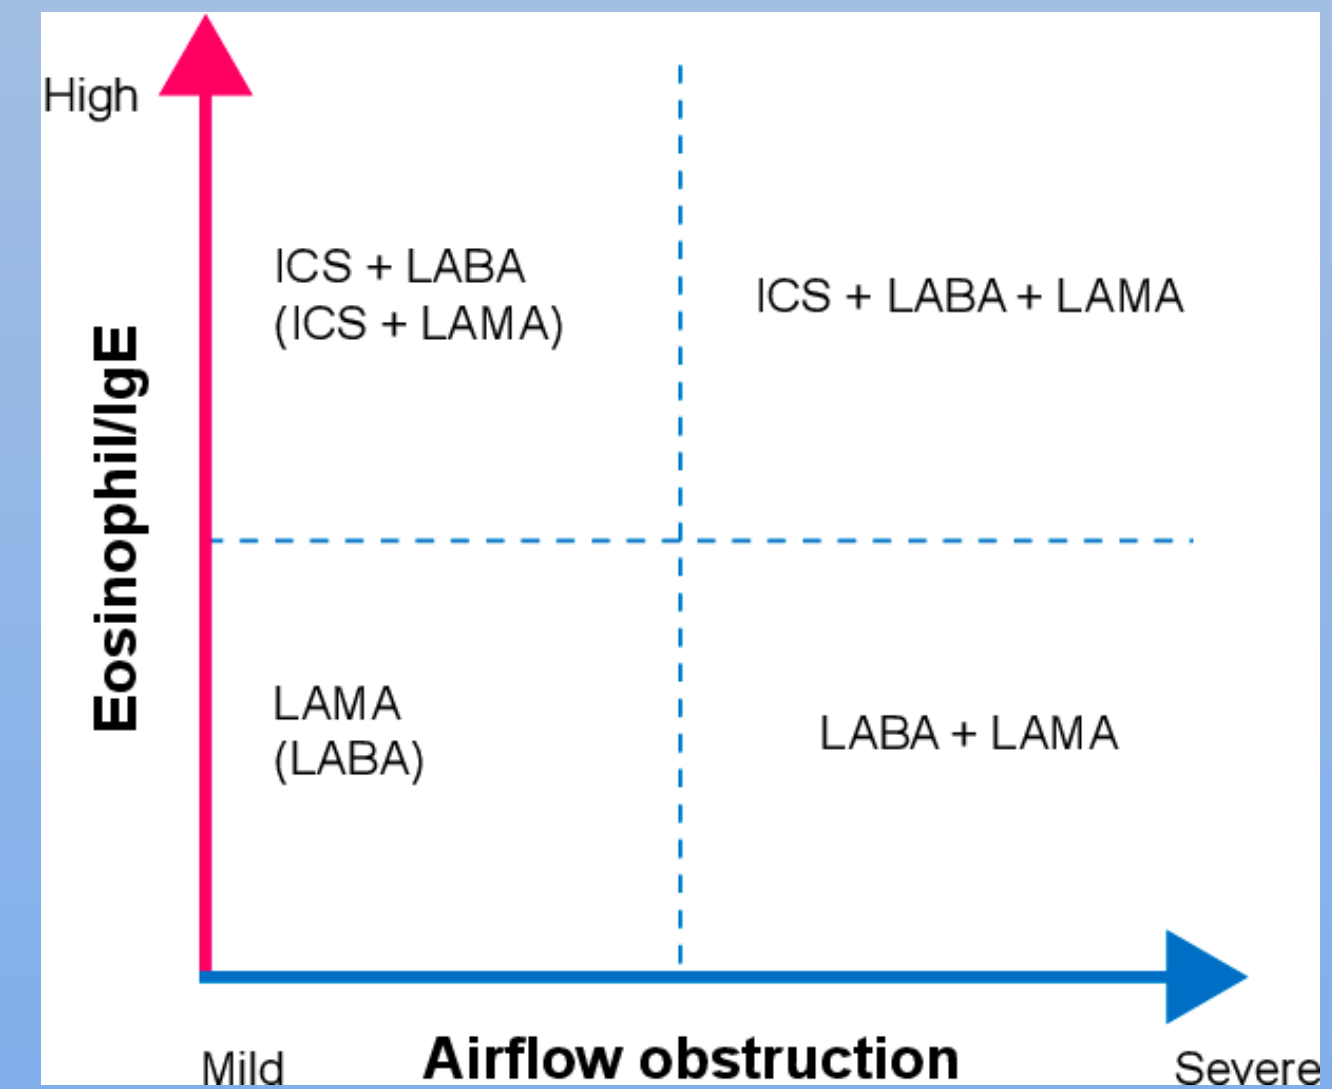 High
ICS + LABA
(ICS + LAMA)
ICS + LABA + LAMA
Eosinophil/IgE
LAMA
(LABA)
LABA + LAMA
Mild
Airflow obstruction
Severe